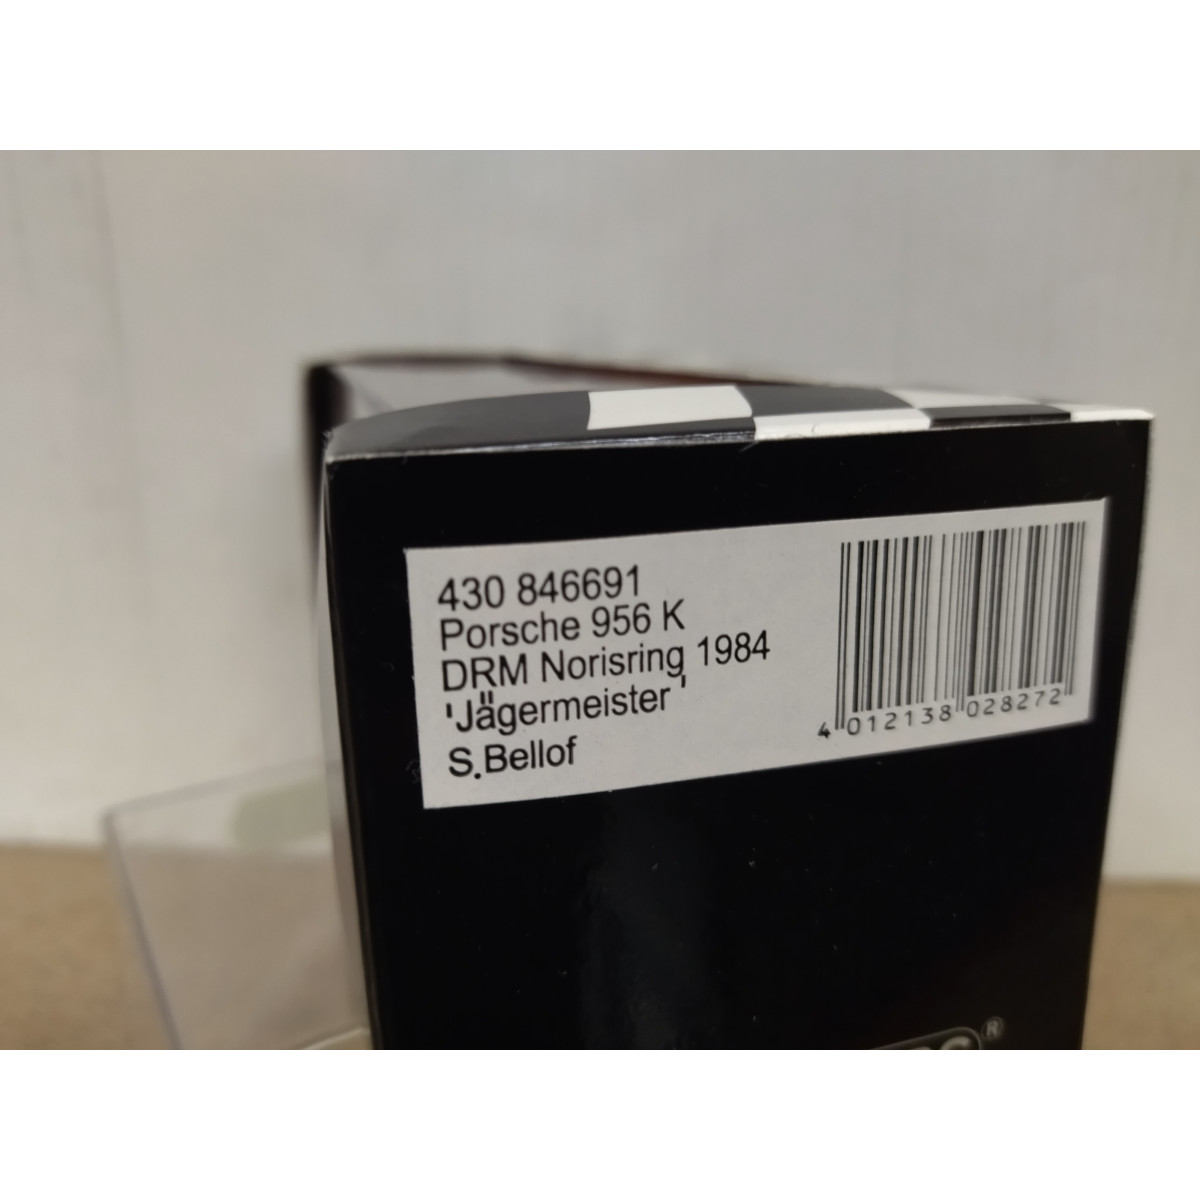 430 846691
Porsche 956 K
DRM Norisring 1984
'Jägermeister'
S.Bellof
4 012138 028272
®